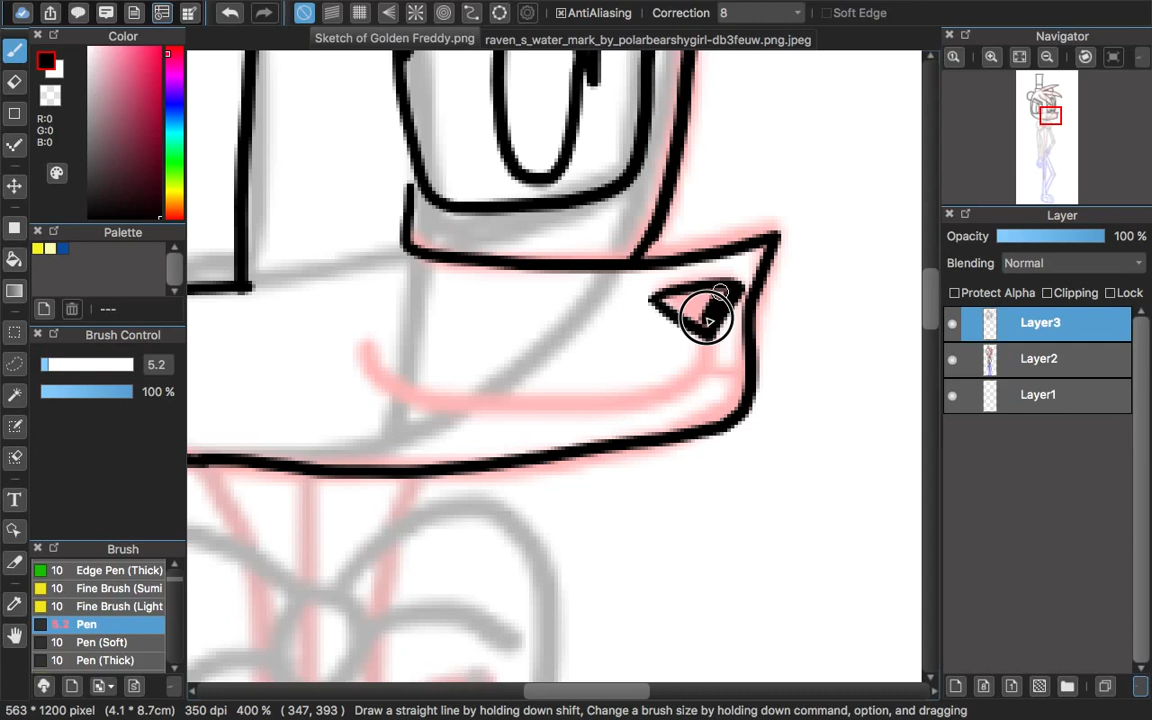 AntiAliasing Correction 8 Soft Edge
Color
Sketch of Golden Freddy.png
raven_s_water_mark_by_polarbearshygirl-db3feuw.png.jpeg
Navigator
R:0
G:0
B:0
Palette
---
Brush Control
5.2
100 %
Brush
10 Edge Pen (Thick)
10 Fine Brush (Sumi
10 Fine Brush (Light
5.2 Pen
10 Pen (Soft)
10 Pen (Thick)
T
Layer
Opacity 100 %
Blending Normal
Protect Alpha Clipping Lock
Layer3
Layer2
Layer1
563 * 1200 pixel (4.1 * 8.7cm) 350 dpi 400 % ( 347, 393 ) Draw a straight line by holding down shift, Change a brush size by holding down command, option, and dragging